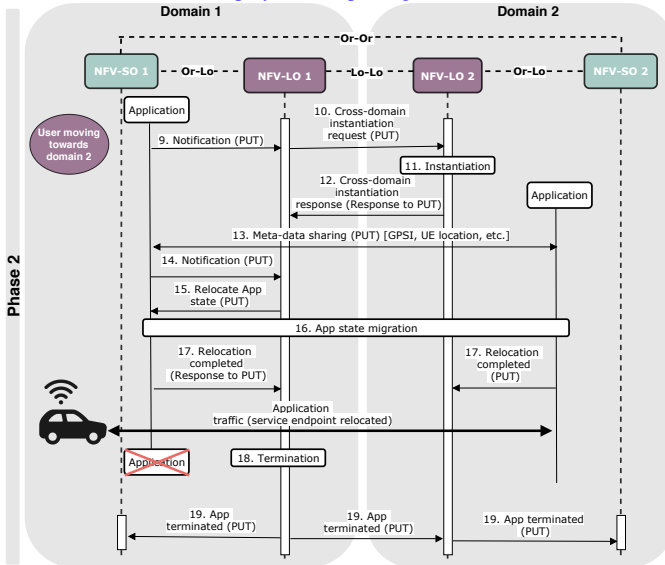 Domain 1
Domain 2
Or-Or
NFV-SO 1
Or-Lo
NFV-LO 1
Lo-Lo
NFV-LO 2
Or-Lo
NFV-SO 2
Application
User moving
towards
domain 2
9. Notification (PUT)
10. Cross-domain
instantiation
request (PUT)
11. Instantiation
12. Cross-domain
instantiation
response (Response to PUT)
Application
13. Meta-data sharing (PUT) [GPSI, UE location, etc.]
14. Notification (PUT)
15. Relocate App
state (PUT)
Phase 2
16. App state migration
17. Relocation
completed
(Response to PUT)
17. Relocation
completed
(PUT)
Application
traffic (service endpoint relocated)
Application
18. Termination
19. App
terminated (PUT)
19. App
terminated (PUT)
19. App terminated
(PUT)